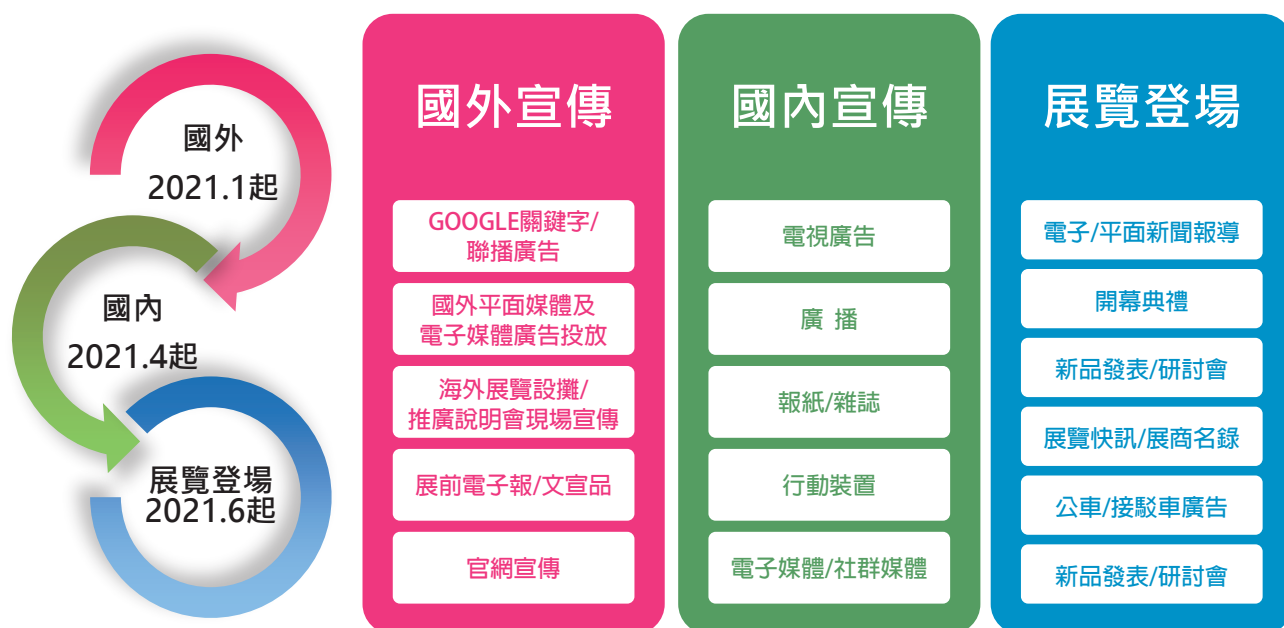 國外
2021.1起
國內
2021.4起
展覽登場
2021.6起
國外宣傳
GOOGLE關鍵字/
聯播廣告
國外平面媒體及
電子媒體廣告投放
海外展覽設攤/
推廣說明會現場宣傳
展前電子報/文宣品
官網宣傳
國內宣傳
電視廣告
廣 播
報紙/雜誌
行動裝置
電子媒體/社群媒體
展覽登場
電子/平面新聞報導
開幕典禮
新品發表/研討會
展覽快訊/展商名錄
公車/接駁車廣告
新品發表/研討會